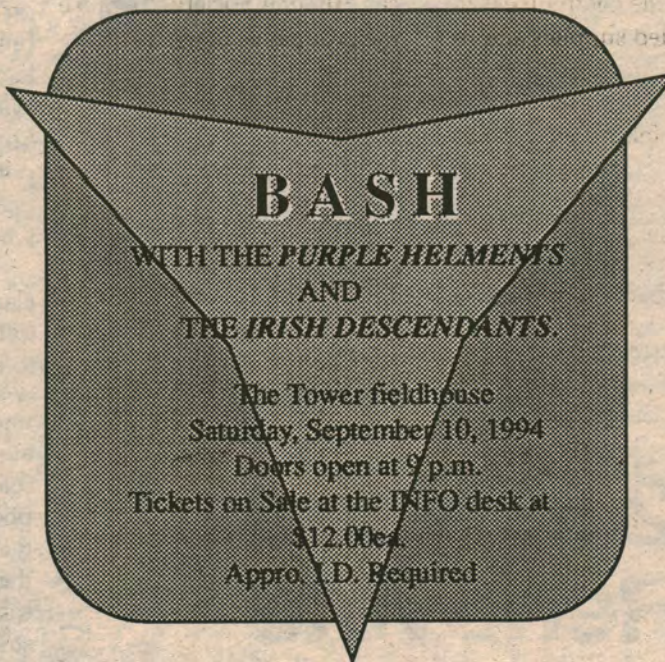 BASH
WITH THE PURPLE HELMENTS
AND
THE IRISH DESCENDANTS.
The Tower fieldhouse
Saturday, September 10, 1994
Doors open at 9 p.m.
Tickets on Sale at the INFO desk at
$12.00ea.
Appro. I.D. Required